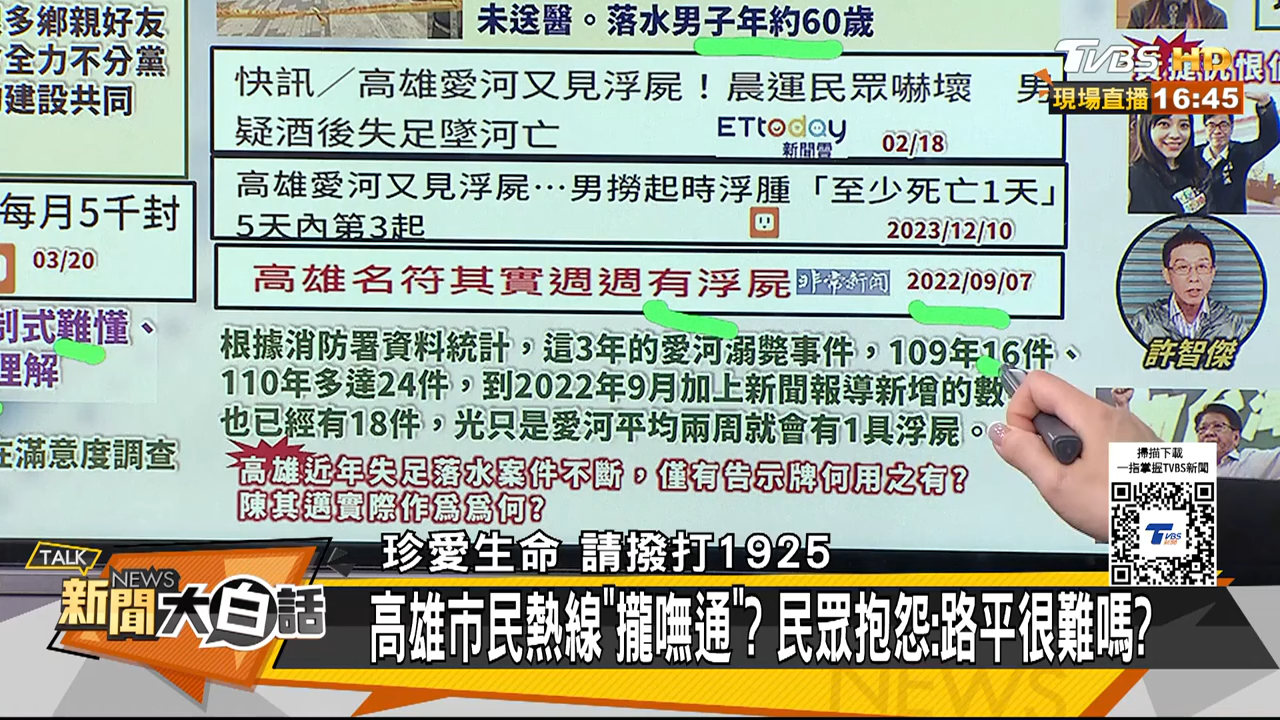 多鄉親好友
全力不分黨
建設共同
每月5千封
03/20
制式難懂、
理解
在滿意度調查
未送醫。落水男子年約60歲
快訊／高雄愛河又見浮屍！晨運民眾嚇壞 男
疑酒後失足墜河亡
ETtoday
新聞雲
02/18
高雄愛河又見浮屍…男撈起時浮腫「至少死亡1天」
5天內第3起
2023/12/10
高雄名符其實週週有浮屍
非常新聞
2022/09/07
根據消防署資料統計，這3年的愛河溺斃事件，109年16件、
110年多達24件，到2022年9月加上新聞報導新增的數
也已經有18件，光只是愛河平均兩周就會有1具浮屍。
高雄近年失足落水案件不斷，僅有告示牌何用之有?
陳其邁實際作為為何?
TVBS HD
現場直播 16:45
許智傑
掃描下載
一指掌握TVBS新聞
TVBS
珍愛生命 請撥打1925
TALK
NEWS
新聞大白話
高雄市民熱線"攏嘸通"? 民眾抱怨:路平很難嗎?
NEWS